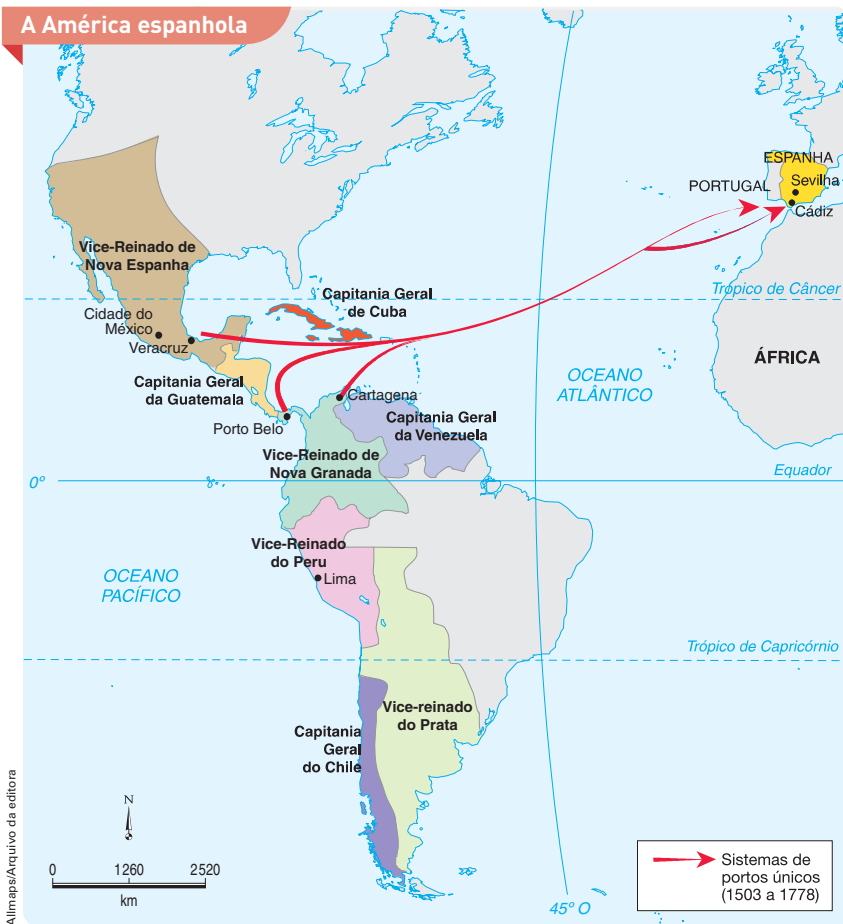 A América espanhola
ESPANHA
Sevilha
PORTUGAL
Cádiz
Vice-Reinado de
Nova Espanha
Capitania Geral
de Cuba
Trópico de Câncer
Cidade do
México
Veracruz
ÁFRICA
OCEANO
ATLÂNTICO
Capitania Geral
da Guatemala
Cartagena
Porto Belo
Capitania Geral
da Venezuela
Vice-Reinado de
Nova Granada
Equador
0º
Vice-Reinado
do Peru
Lima
OCEANO
PACÍFICO
Trópico de Capricórnio
Vice-reinado
do Prata
Capitania
Geral
do Chile
N
0 1260 2520
km
Sistemas de
portos únicos
(1503 a 1778)
45º O
Allmaps/Arquivo da editora